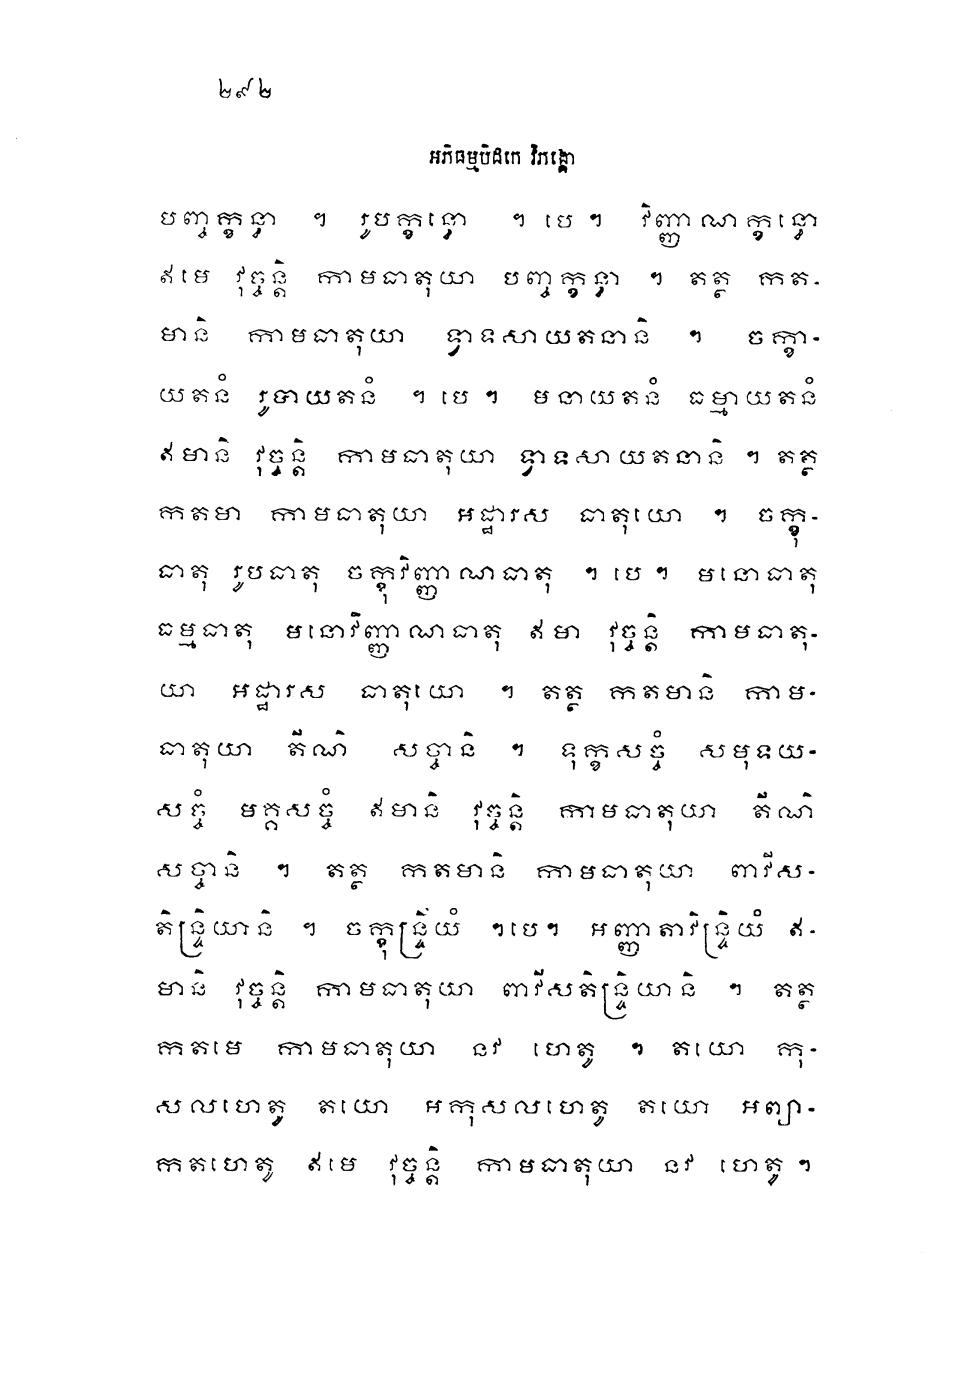 ២៩២
អភិធម្មបិដកេ វិភង្គោ
បញ្ចក្ខន្ធា ។ រូបក្ខន្ធោ ។ បេ ។ វិញ្ញាណក្ខន្ធោ
ឥមេ វុច្ចន្តិ កាមធាតុយា បញ្ចក្ខន្ធា ។ តត្ថ កត-
មានិ កាមធាតុយា ទ្វាទសាយតនានិ ។ ចក្ខា-
យតនំ រូបាយតនំ ។ បេ ។ មនាយតនំ ធម្មាយតនំ
ឥមានិ វុច្ចន្តិ កាមធាតុយា ទ្វាទសាយតនានិ ។ តត្ថ
កតមា កាមធាតុយា អដ្ឋារស ធាតុយោ ។ ចក្ខុ-
ធាតុ រូបធាតុ ចក្ខុវិញ្ញាណធាតុ ។ បេ ។ មនោធាតុ
ធម្មធាតុ មនោវិញ្ញាណធាតុ ឥមា វុច្ចន្តិ កាមធាតុ-
យា អដ្ឋារស ធាតុយោ ។ តត្ថ កតមានិ កាម-
ធាតុយា តីណិ សច្ចានិ ។ ទុក្ខសច្ចំ សមុទយ-
សច្ចំ មគ្គសច្ចំ ឥមានិ វុច្ចន្តិ កាមធាតុយា តីណិ
សច្ចានិ ។ តត្ថ កតមានិ កាមធាតុយា ពាវីស-
តិន្ទ្រិយានិ ។ ចក្ខុន្ទ្រិយំ ។បេ។ អញ្ញាតាវិន្ទ្រិយំ ឥ-
មានិ វុច្ចន្តិ កាមធាតុយា ពាវីសតិន្ទ្រិយានិ ។ តត្ថ
កតមេ កាមធាតុយា នវ ហេតូ ។ តយោ កុ-
សលហេតូ តយោ អកុសលហេតូ តយោ អព្យា-
កតហេតូ ឥមេ វុច្ចន្តិ កាមធាតុយា នវ ហេតូ ។